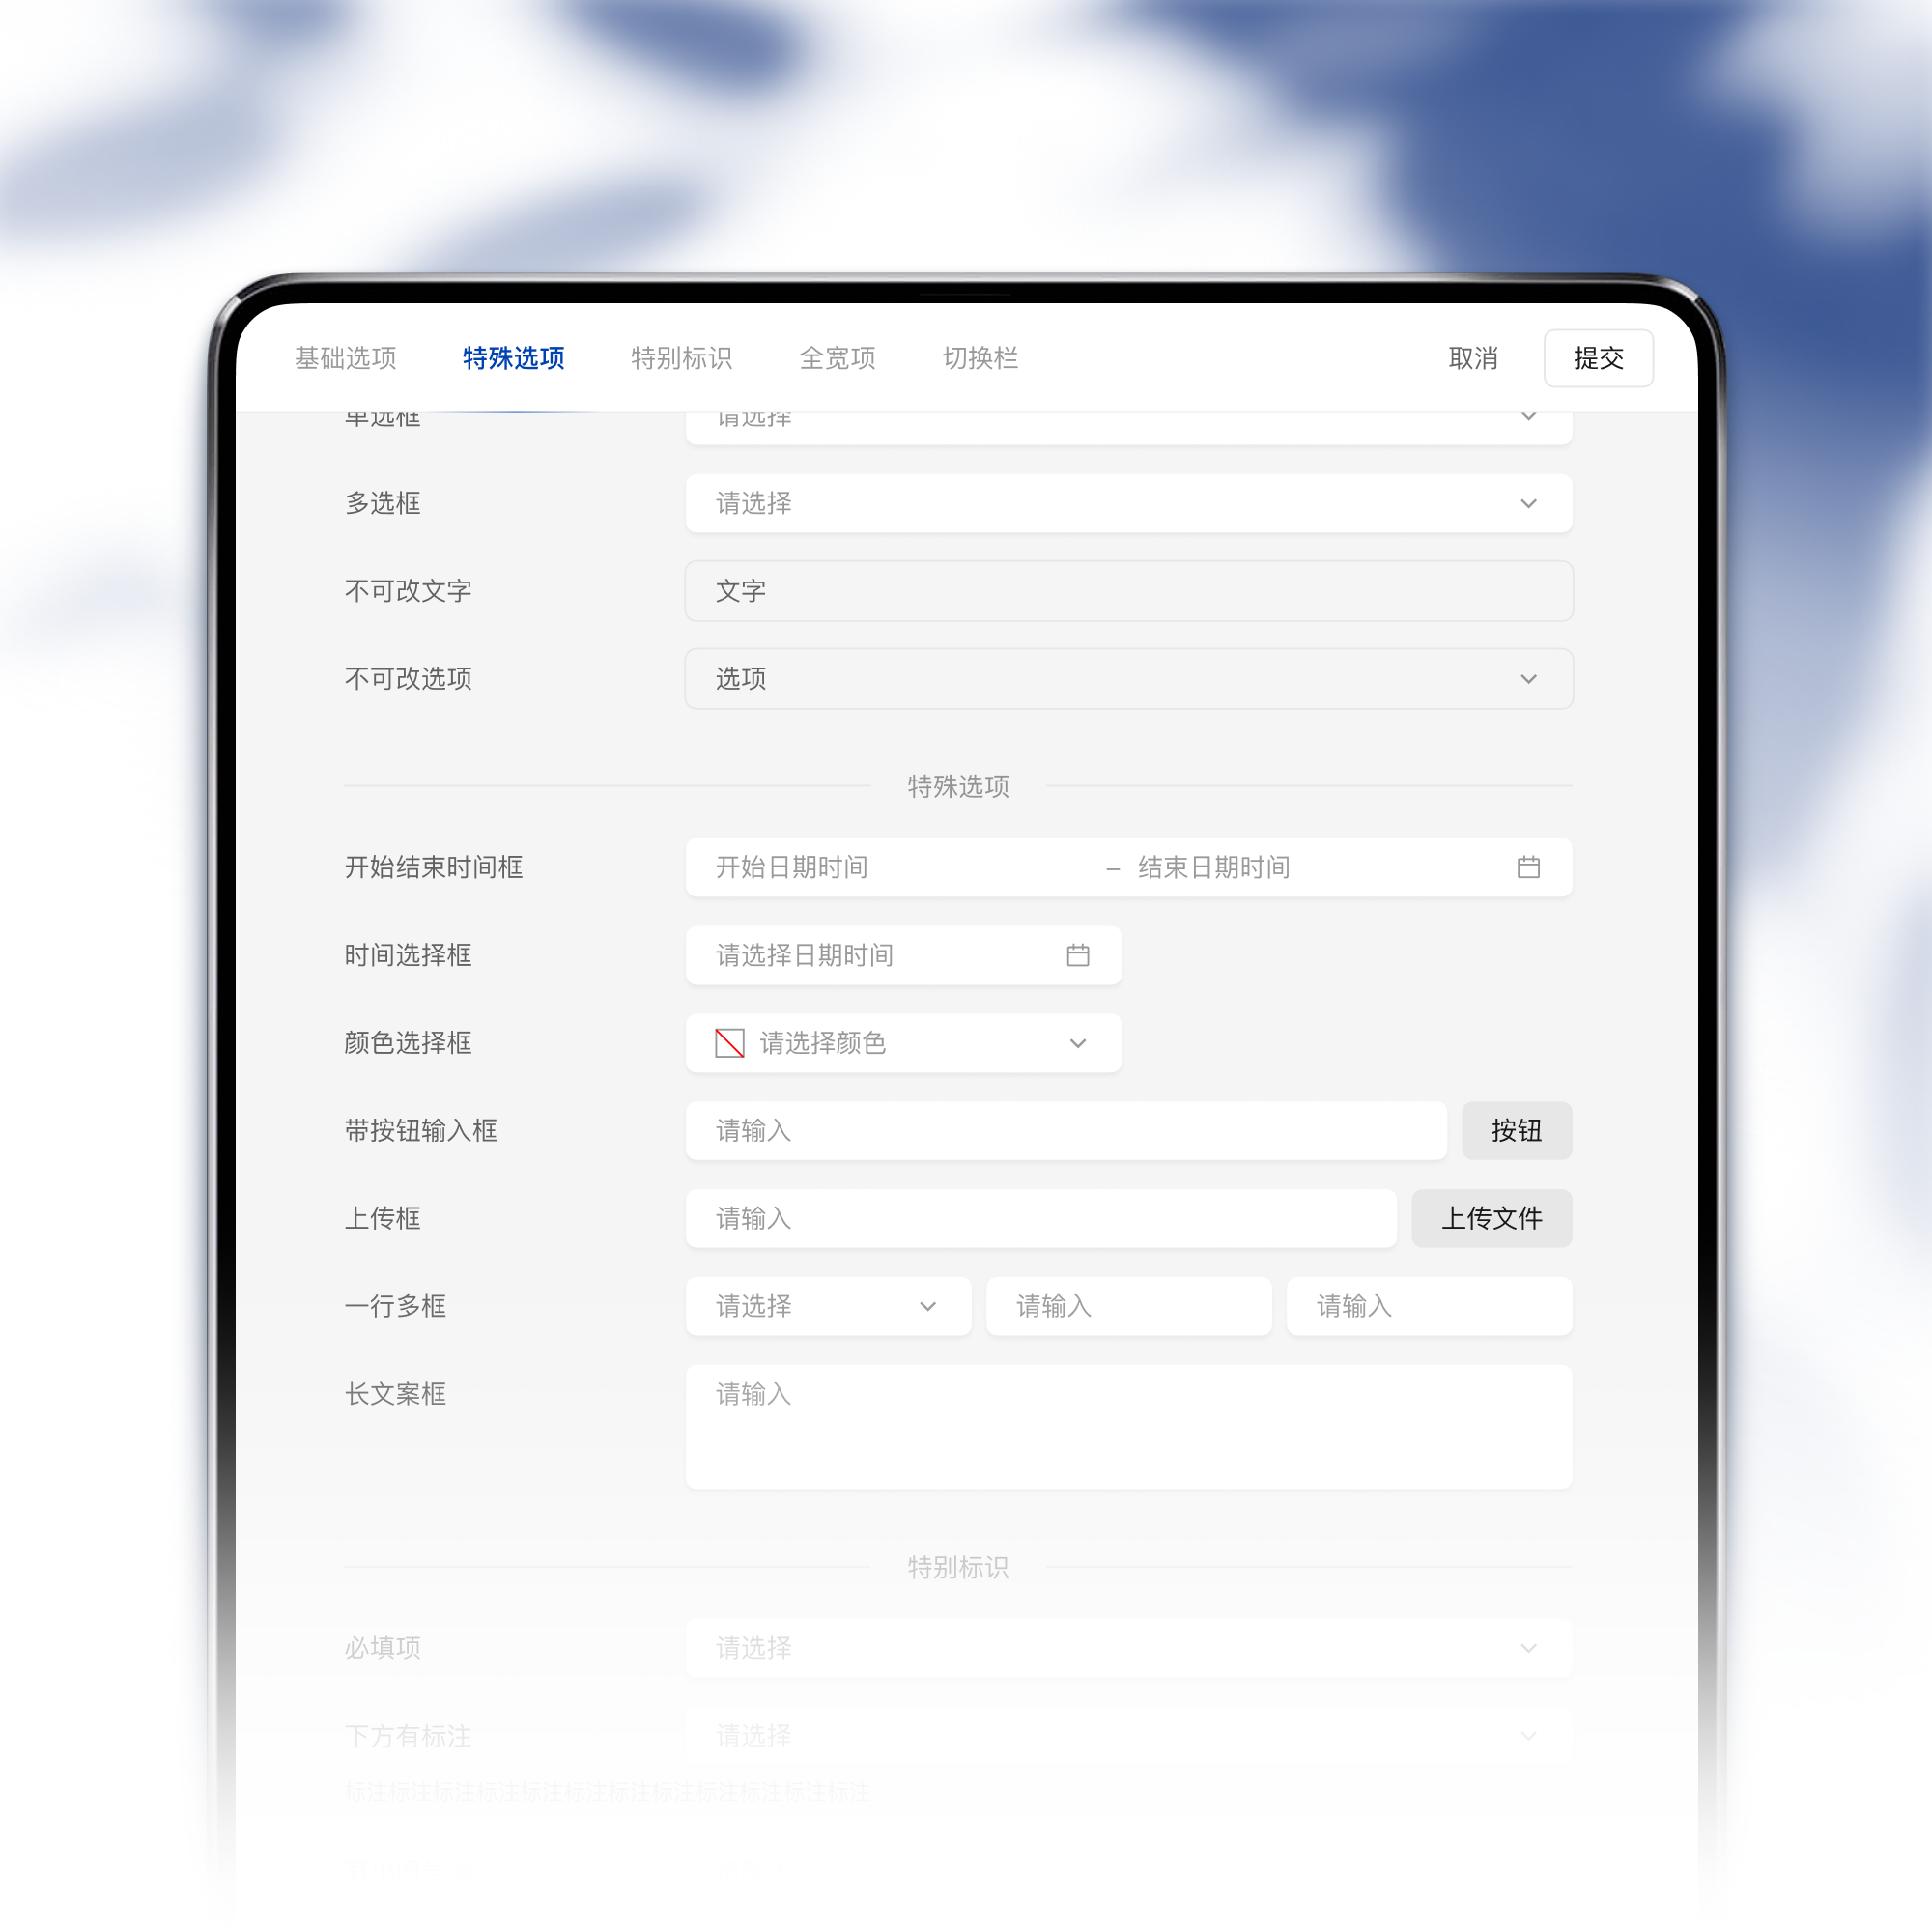 基础选项 特殊选项 特别标识 全宽项 切换栏 取消 提交
单选框 请选择
多选框 请选择
不可改文字 文字
不可改选项 选项
特殊选项
开始结束时间框 开始日期时间 – 结束日期时间
时间选择框 请选择日期时间
颜色选择框 请选择颜色
带按钮输入框 请输入 按钮
上传框 请输入 上传文件
一行多框 请选择 请输入 请输入
长文案框 请输入
特别标识
必填项 请选择
下方有标注 请选择
标注标注标注标注标注标注标注标注标注标注标注标注